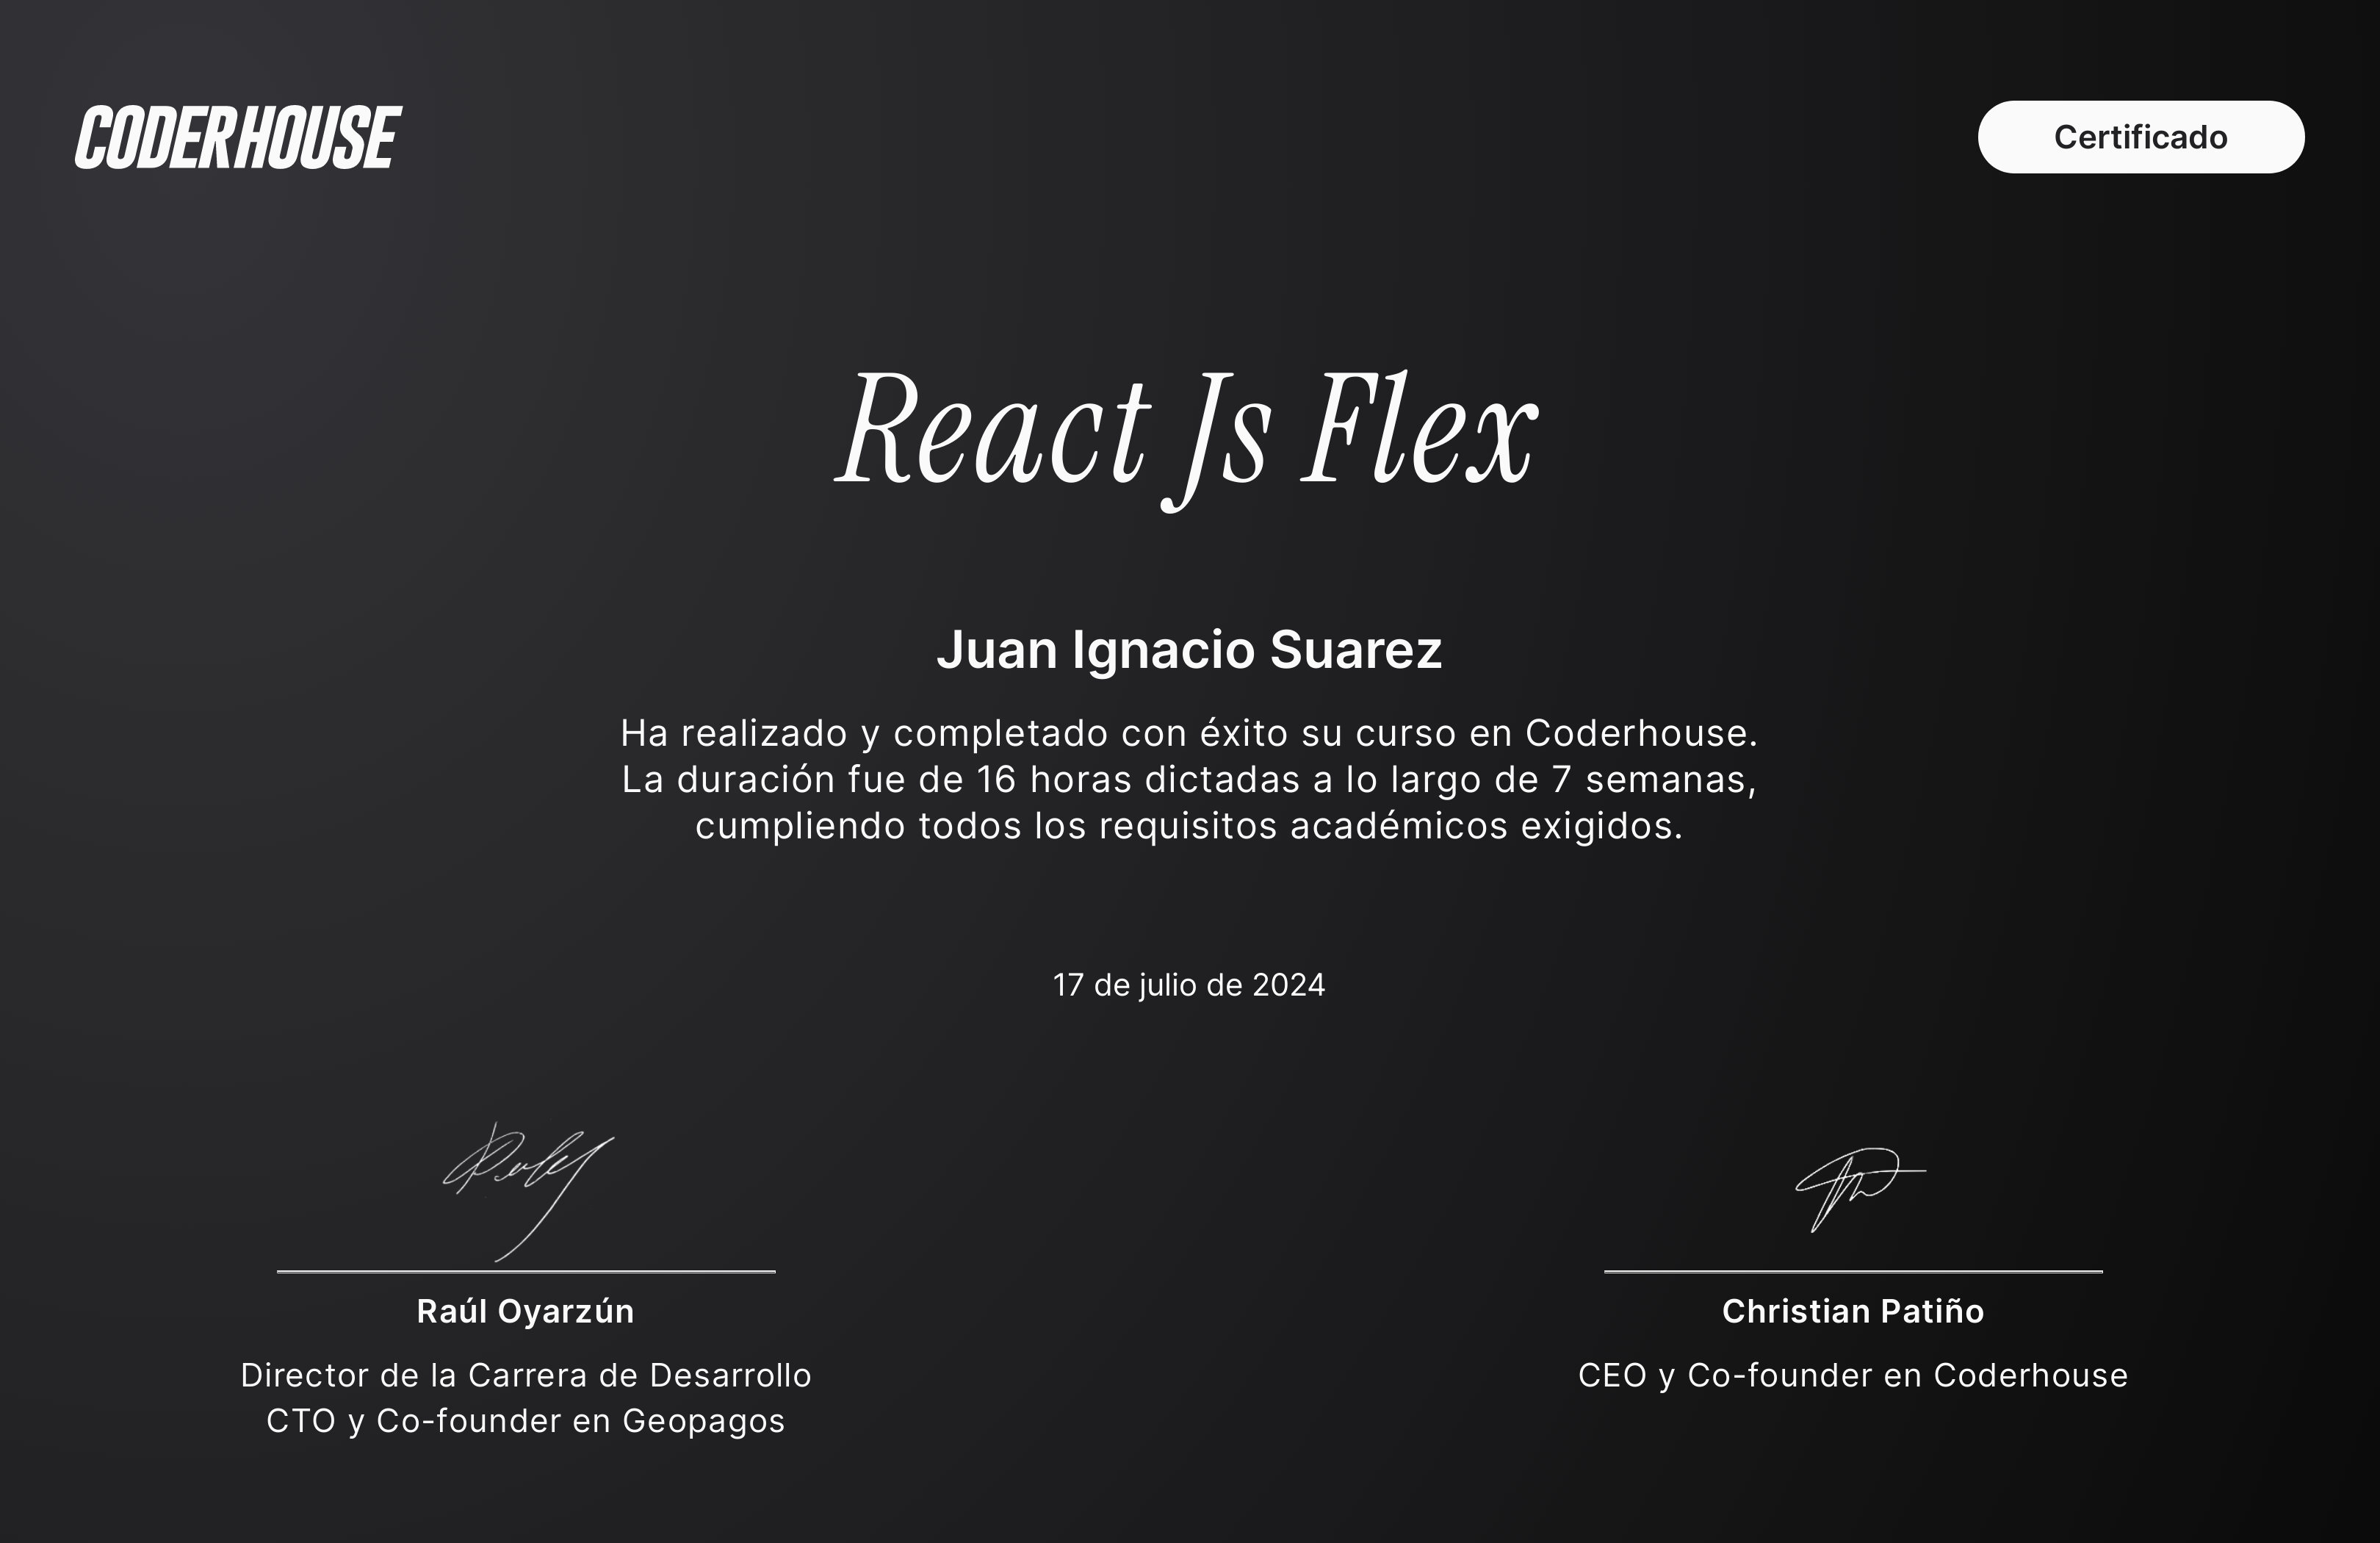 CODERHOUSE
Certificado
React Js Flex
Juan Ignacio Suarez
Ha realizado y completado con éxito su curso en Coderhouse.
La duración fue de 16 horas dictadas a lo largo de 7 semanas,
cumpliendo todos los requisitos académicos exigidos.
17 de julio de 2024
Raúl Oyarzún
Director de la Carrera de Desarrollo
CTO y Co-founder en Geopagos
Christian Patiño
CEO y Co-founder en Coderhouse